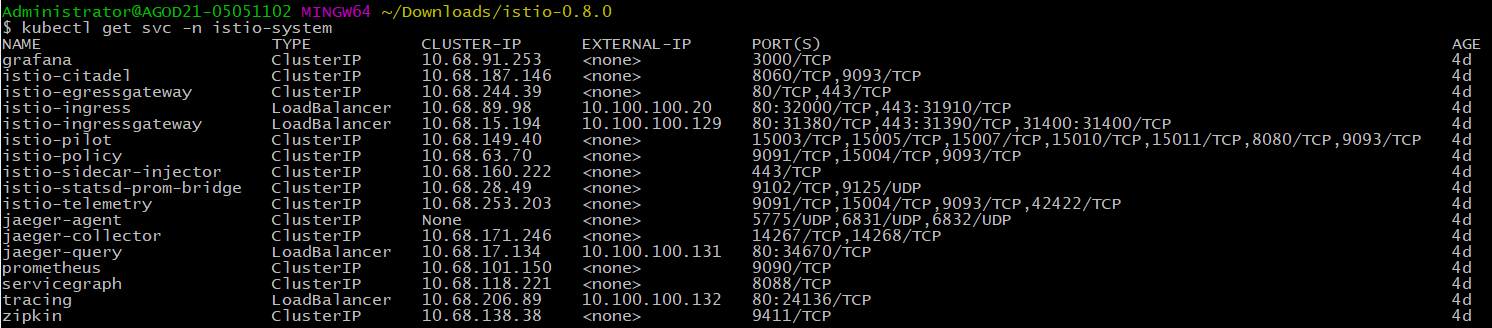 Administrator@AGOD21-05051102 MINGW64 ~/Downloads/istio-0.8.0
$ kubectl get svc -n istio-system
NAME TYPE CLUSTER-IP EXTERNAL-IP PORT(S) AGE
grafana ClusterIP 10.68.91.253 <none> 3000/TCP 4d
istio-citadel ClusterIP 10.68.187.146 <none> 8060/TCP,9093/TCP 4d
istio-egressgateway ClusterIP 10.68.244.39 <none> 80/TCP,443/TCP 4d
istio-ingress LoadBalancer 10.68.89.98 10.100.100.20 80:32000/TCP,443:31910/TCP 4d
istio-ingressgateway LoadBalancer 10.68.15.194 10.100.100.129 80:31380/TCP,443:31390/TCP,31400:31400/TCP 4d
istio-pilot ClusterIP 10.68.149.40 <none> 15003/TCP,15005/TCP,15007/TCP,15010/TCP,15011/TCP,8080/TCP,9093/TCP 4d
istio-policy ClusterIP 10.68.63.70 <none> 9091/TCP,15004/TCP,9093/TCP 4d
istio-sidecar-injector ClusterIP 10.68.160.222 <none> 443/TCP 4d
istio-statsd-prom-bridge ClusterIP 10.68.28.49 <none> 9102/TCP,9125/UDP 4d
istio-telemetry ClusterIP 10.68.253.203 <none> 9091/TCP,15004/TCP,9093/TCP,42422/TCP 4d
jaeger-agent ClusterIP None <none> 5775/UDP,6831/UDP,6832/UDP 4d
jaeger-collector ClusterIP 10.68.171.246 <none> 14267/TCP,14268/TCP 4d
jaeger-query LoadBalancer 10.68.17.134 10.100.100.131 80:34670/TCP 4d
prometheus ClusterIP 10.68.101.150 <none> 9090/TCP 4d
servicegraph ClusterIP 10.68.118.221 <none> 8088/TCP 4d
tracing LoadBalancer 10.68.206.89 10.100.100.132 80:24136/TCP 4d
zipkin ClusterIP 10.68.138.38 <none> 9411/TCP 4d